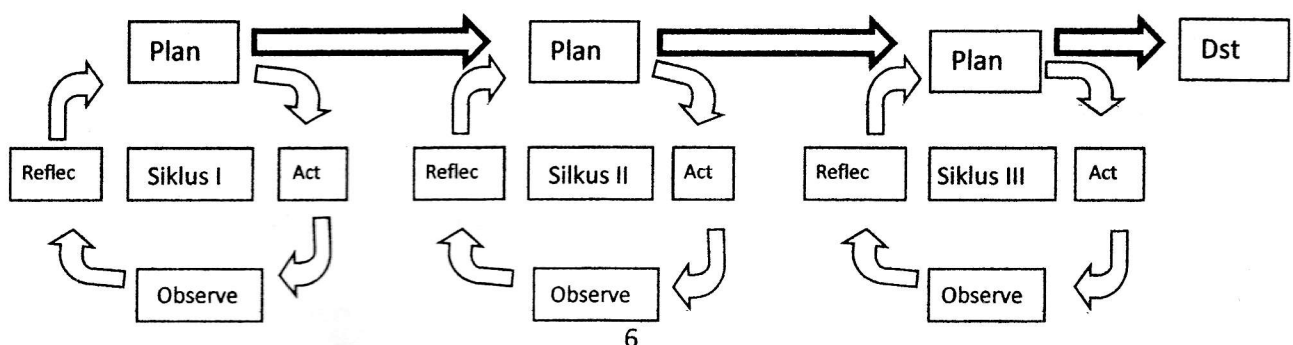 Plan Plan Plan Dst
Reflec Siklus I Act Reflec Silkus II Act Reflec Siklus III Act
Observe Observe Observe
6